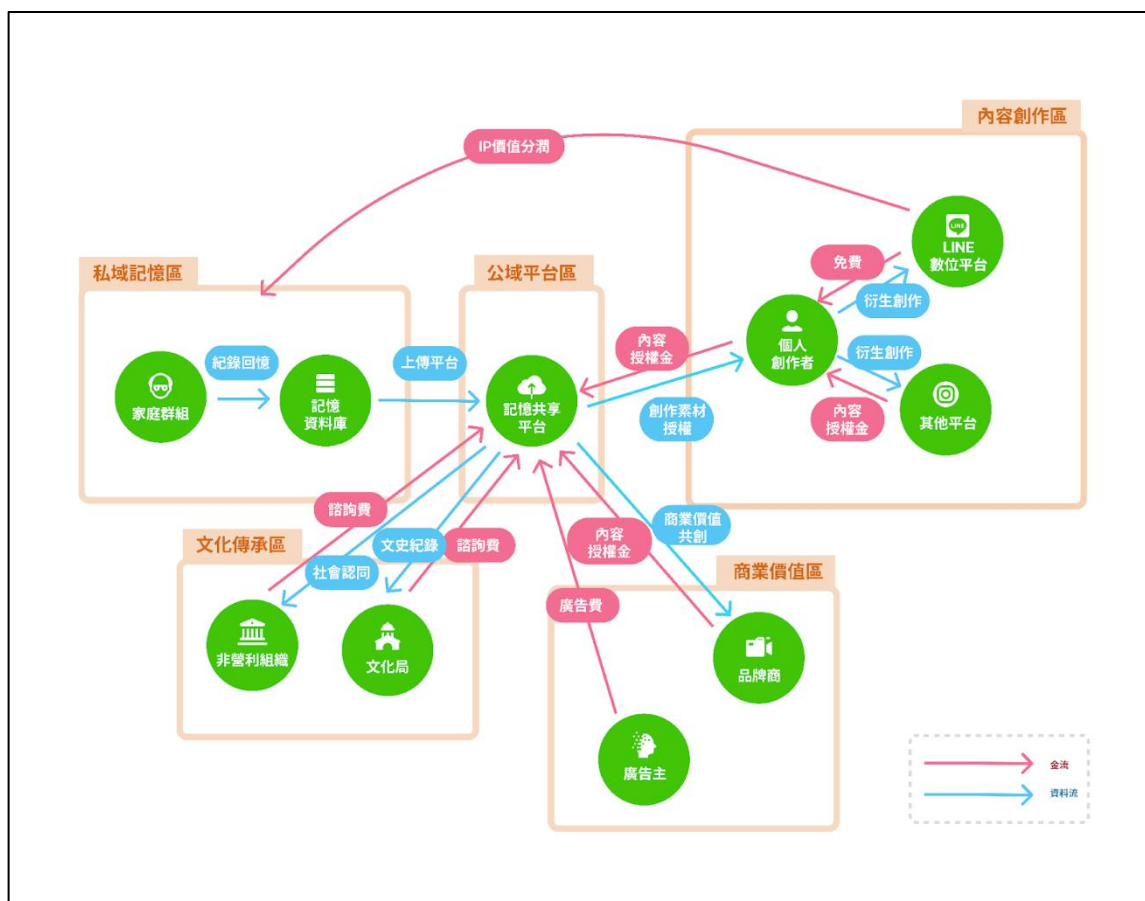 內容創作區
IP價值分潤
LINE
LINE
數位平台
免費
衍生創作
私域記憶區
公域平台區
個人
創作者
內容
授權金
衍生創作
紀錄回憶
上傳平台
家庭群組
記憶
資料庫
記憶共享
平台
創作素材
授權
內容
授權金
其他平台
諮詢費
文化傳承區
社會認同
文史紀錄
諮詢費
內容
授權金
商業價值
共創
商業價值區
廣告費
非營利組織
文化局
品牌商
廣告主
金流
資料流